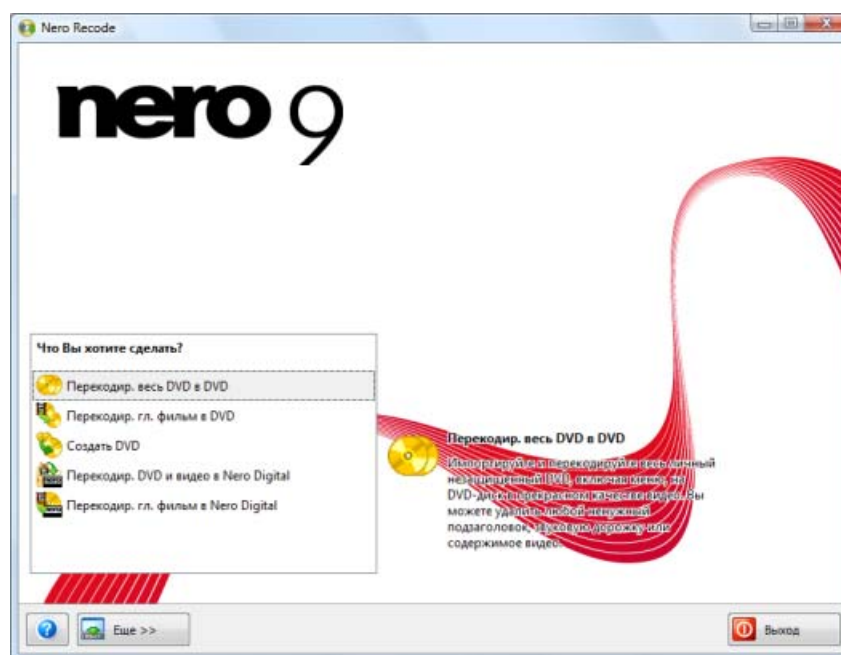 Nero Recode
nero 9
Что Вы хотите сделать?
Перекодир. весь DVD в DVD
Перекодир. гл. фильм в DVD
Создать DVD
Перекодир. DVD и видео в Nero Digital
Перекодир. гл. фильм в Nero Digital
Перекодир. весь DVD в DVD
Импортируйте и перекодируйте весь личный
незащищенный DVD, включая меню, на
DVD-диск в прекрасном качестве видео. Вы
можете удалить любой ненужный
подзаголовок, звуковую дорожку или
содержимое видео.
Еще >>
Выход